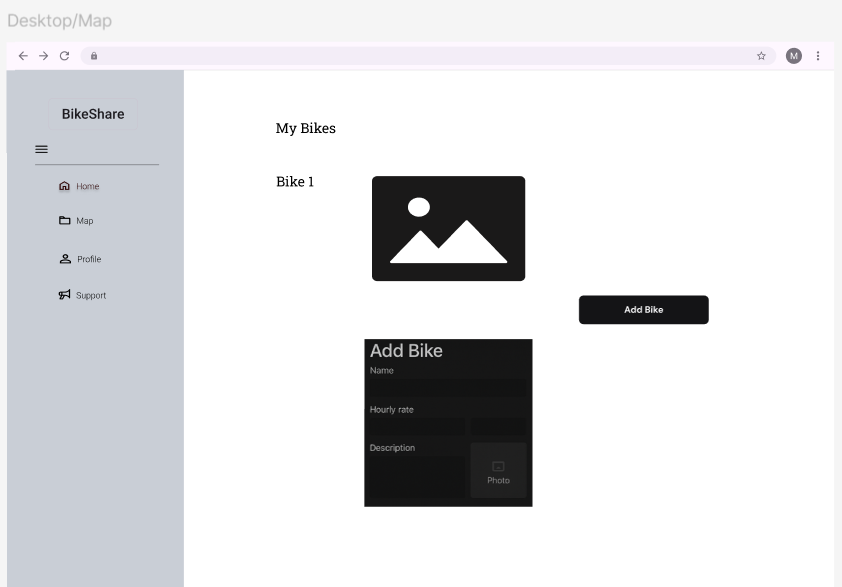 Desktop/Map
M
BikeShare
Home
Map
Profile
Support
My Bikes
Bike 1
Add Bike
Add Bike
Name
Hourly rate
Description
Photo